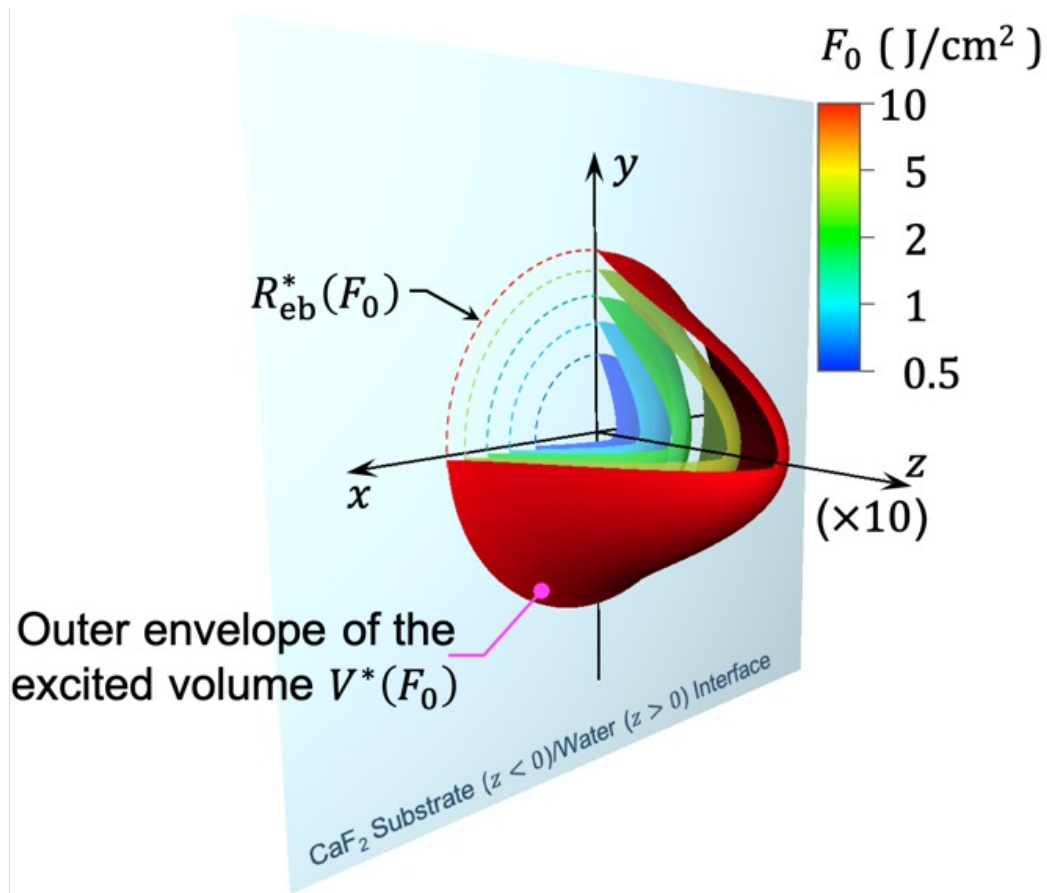 F₀ ( J/cm² )
10
5
2
1
0.5
y
R*ₑb(F₀)
x
z
(×10)
Outer envelope of the
excited volume V*(F₀)
CaF₂ Substrate (z < 0)/Water (z > 0) Interface